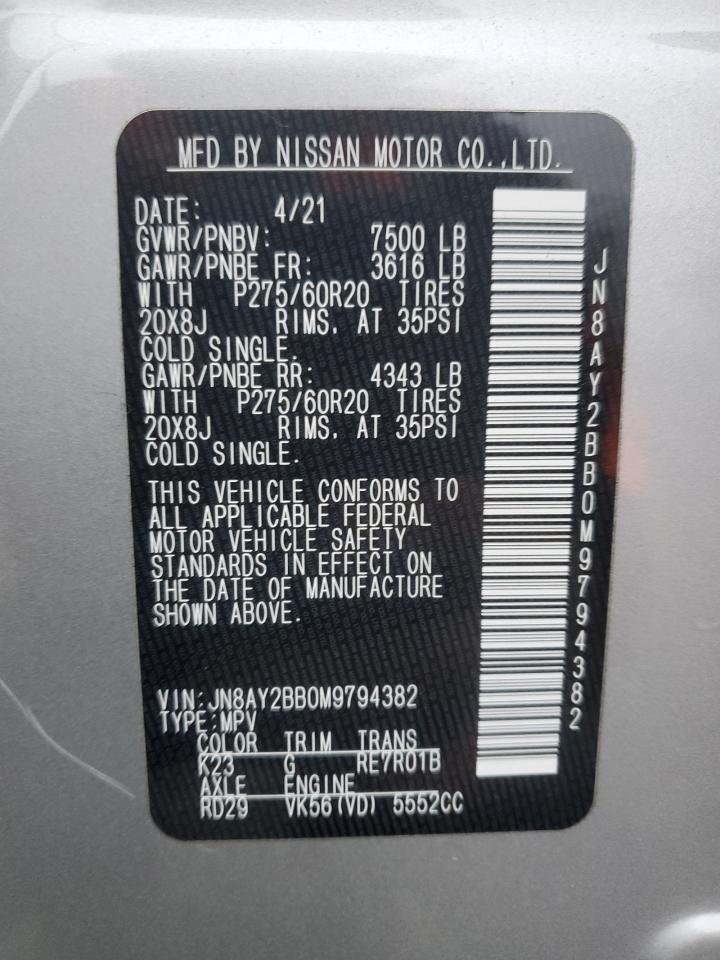 MFD BY NISSAN MOTOR CO.,LTD.
DATE: 4/21
GVWR/PNBV: 7500 LB
GAWR/PNBE FR: 3616 LB
WITH P275/60R20 TIRES
20X8J RIMS, AT 35PSI
COLD SINGLE.
GAWR/PNBE RR: 4343 LB
WITH P275/60R20 TIRES
20X8J RIMS, AT 35PSI
COLD SINGLE.
THIS VEHICLE CONFORMS TO
ALL APPLICABLE FEDERAL
MOTOR VEHICLE SAFETY
STANDARDS IN EFFECT ON
THE DATE OF MANUFACTURE
SHOWN ABOVE.
VIN:JN8AY2BB0M9794382
TYPE:MPV
COLOR TRIM TRANS
K23 G RE7R01B
AXLE ENGINE
RD29 VK56(VD) 5552CC
JN8AY2BB0M9794382